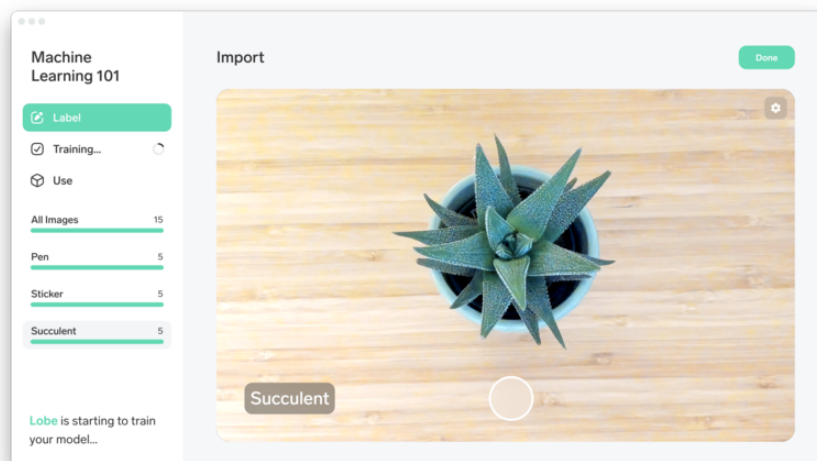 Machine
Learning 101
Label
Training...
Use
All Images 15
Pen 5
Sticker 5
Succulent 5
Lobe is starting to train
your model...
Import
Done
Succulent